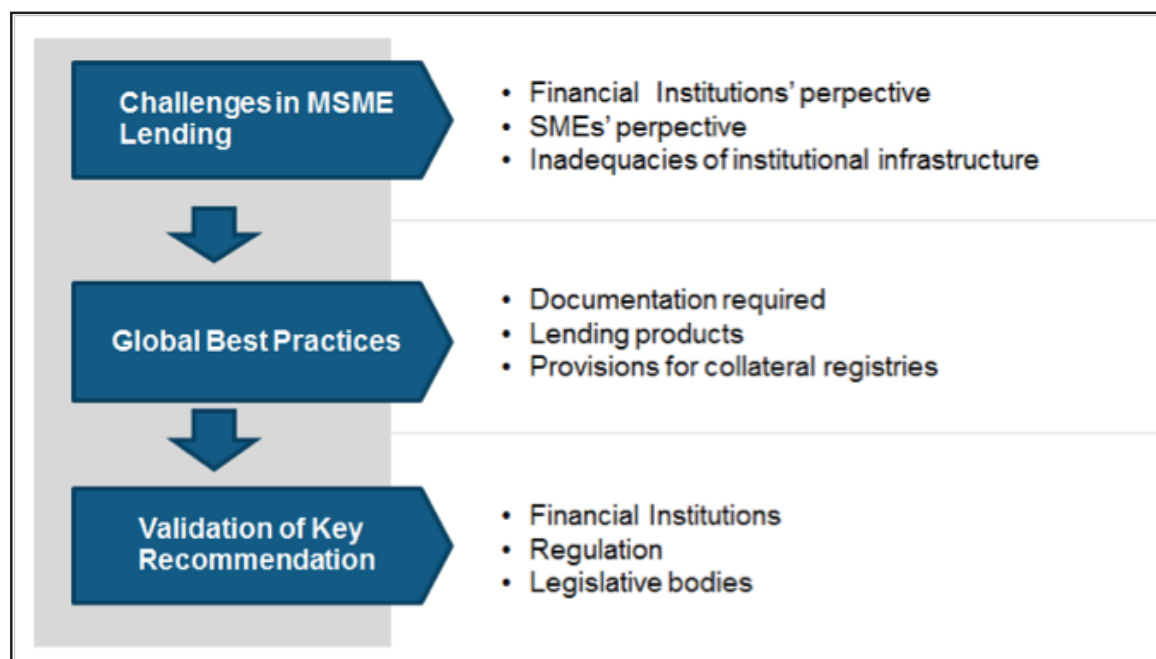 Challenges in MSME
Lending
• Financial Institutions' perpective
• SMEs' perpective
• Inadequacies of institutional infrastructure
Global Best Practices
• Documentation required
• Lending products
• Provisions for collateral registries
Validation of Key
Recommendation
• Financial Institutions
• Regulation
• Legislative bodies